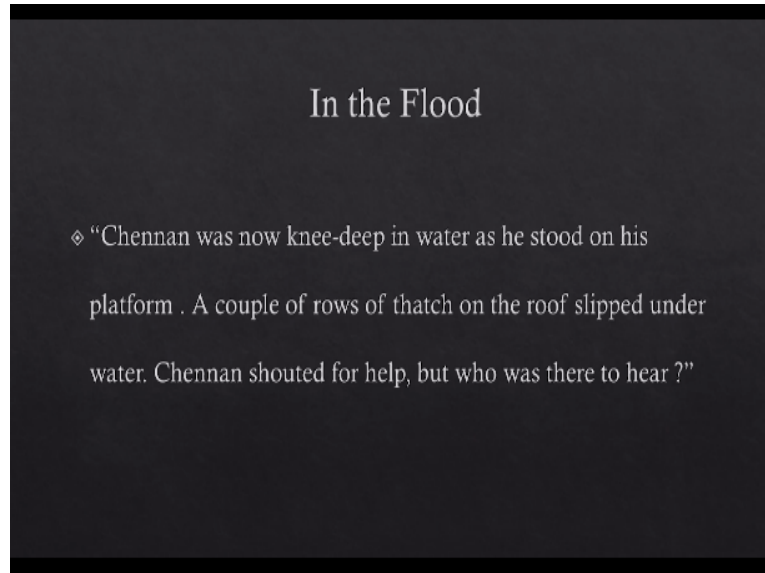 In the Flood
“Chennan was now knee-deep in water as he stood on his
platform . A couple of rows of thatch on the roof slipped under
water. Chennan shouted for help, but who was there to hear ?”